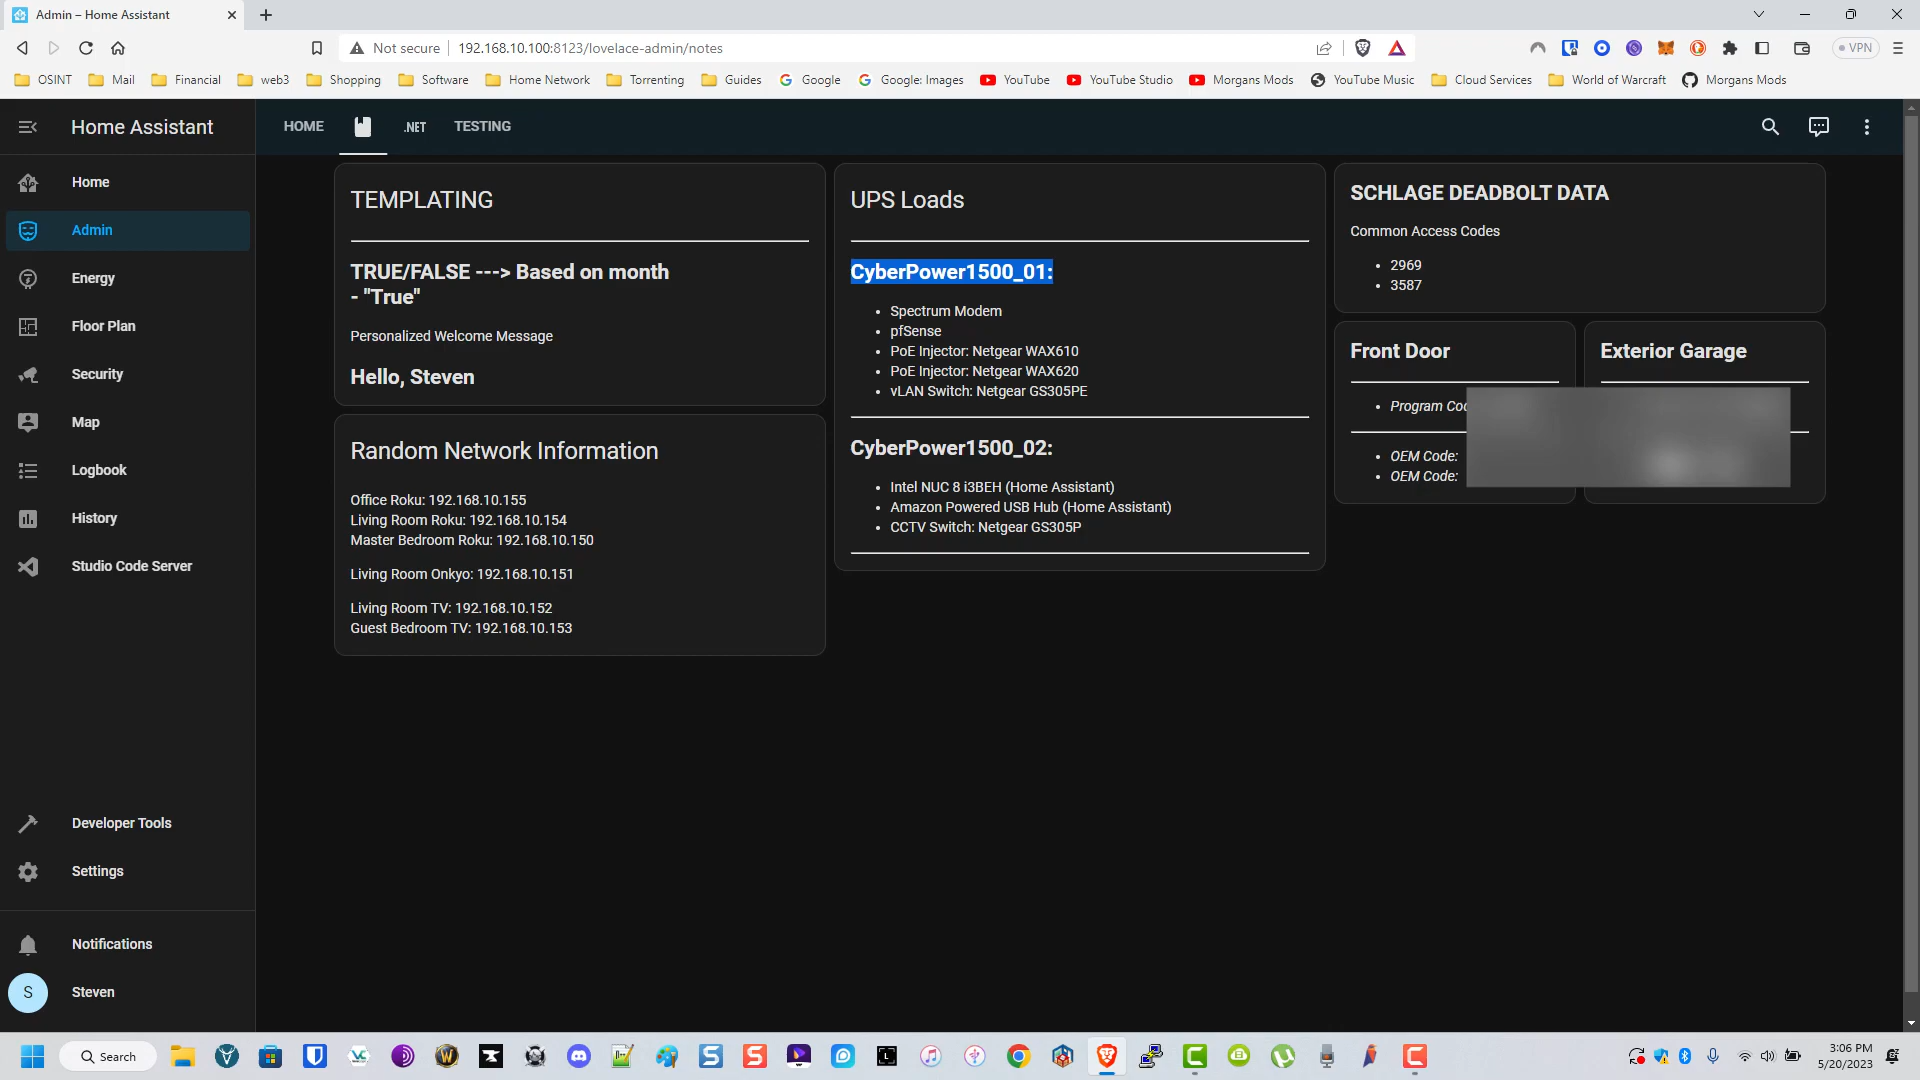 Admin – Home Assistant
Not secure
192.168.10.100:8123/lovelace-admin/notes
VPN
OSINT
Mail
Financial
web3
Shopping
Software
Home Network
Torrenting
Guides
Google
Google: Images
YouTube
YouTube Studio
Morgans Mods
YouTube Music
Cloud Services
World of Warcraft
Morgans Mods
Home Assistant
HOME
.NET
TESTING
Home
Admin
Energy
Floor Plan
Security
Map
Logbook
History
Studio Code Server
Developer Tools
Settings
Notifications
S
Steven
TEMPLATING
TRUE/FALSE ---> Based on month
- "True"
Personalized Welcome Message
Hello, Steven
Random Network Information
Office Roku: 192.168.10.155
Living Room Roku: 192.168.10.154
Master Bedroom Roku: 192.168.10.150
Living Room Onkyo: 192.168.10.151
Living Room TV: 192.168.10.152
Guest Bedroom TV: 192.168.10.153
UPS Loads
CyberPower1500_01:
• Spectrum Modem
• pfSense
• PoE Injector: Netgear WAX610
• PoE Injector: Netgear WAX620
• vLAN Switch: Netgear GS305PE
CyberPower1500_02:
• Intel NUC 8 i3BEH (Home Assistant)
• Amazon Powered USB Hub (Home Assistant)
• CCTV Switch: Netgear GS305P
SCHLAGE DEADBOLT DATA
Common Access Codes
• 2969
• 3587
Front Door
• Program Co
• OEM Code:
• OEM Code:
Exterior Garage
Search
3:06 PM
5/20/2023